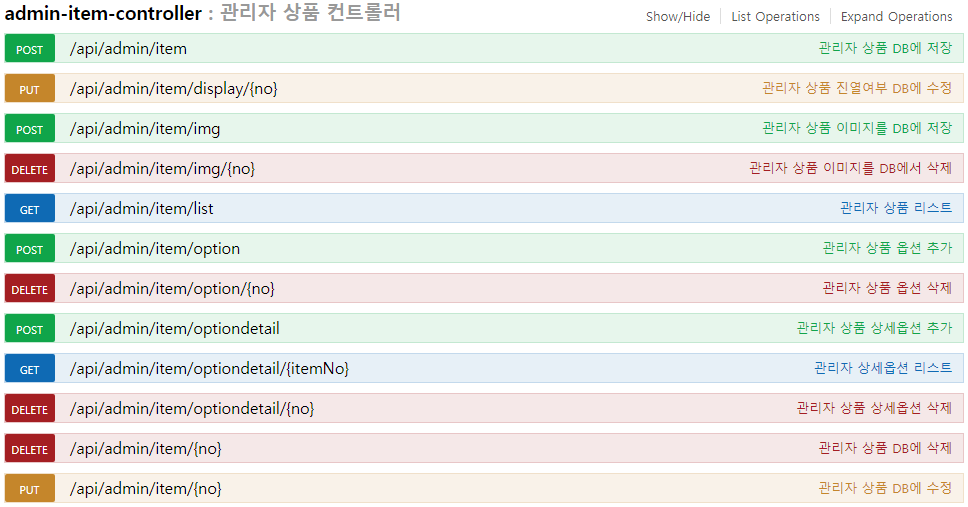 admin-item-controller : 관리자 상품 컨트롤러 Show/Hide List Operations Expand Operations
POST /api/admin/item 관리자 상품 DB에 저장
PUT /api/admin/item/display/{no} 관리자 상품 진열여부 DB에 수정
POST /api/admin/item/img 관리자 상품 이미지를 DB에 저장
DELETE /api/admin/item/img/{no} 관리자 상품 이미지를 DB에서 삭제
GET /api/admin/item/list 관리자 상품 리스트
POST /api/admin/item/option 관리자 상품 옵션 추가
DELETE /api/admin/item/option/{no} 관리자 상품 옵션 삭제
POST /api/admin/item/optiondetail 관리자 상품 상세옵션 추가
GET /api/admin/item/optiondetail/{itemNo} 관리자 상세옵션 리스트
DELETE /api/admin/item/optiondetail/{no} 관리자 상품 상세옵션 삭제
DELETE /api/admin/item/{no} 관리자 상품 DB에 삭제
PUT /api/admin/item/{no} 관리자 상품 DB에 수정